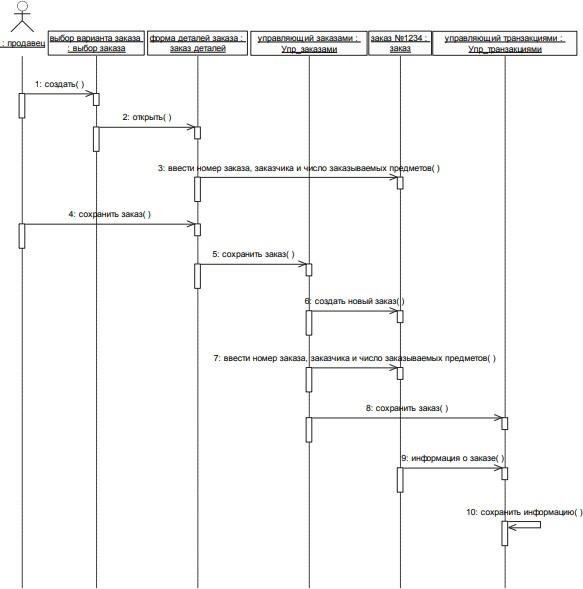 : продавец
выбор варианта заказа
: выбор заказа
форма деталей заказа :
заказ деталей
управляющий заказами :
Упр_заказами
заказ №1234 :
заказ
управляющий транзакциями :
Упр_транзакциями
1: создать( )
2: открыть( )
3: ввести номер заказа, заказчика и число заказываемых предметов( )
4: сохранить заказ( )
5: сохранить заказ( )
6: создать новый заказ( )
7: ввести номер заказа, заказчика и число заказываемых предметов( )
8: сохранить заказ( )
9: информация о заказе( )
10: сохранить информацию( )